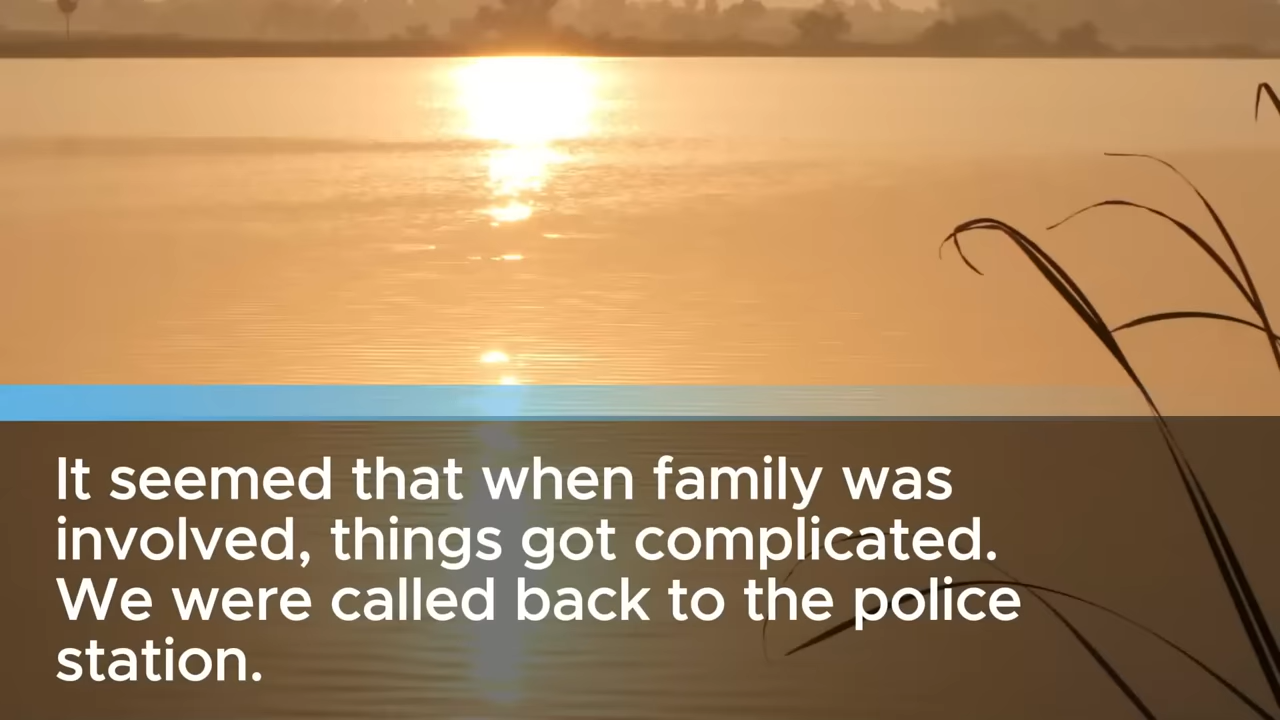 It seemed that when family was
involved, things got complicated.
We were called back to the police
station.